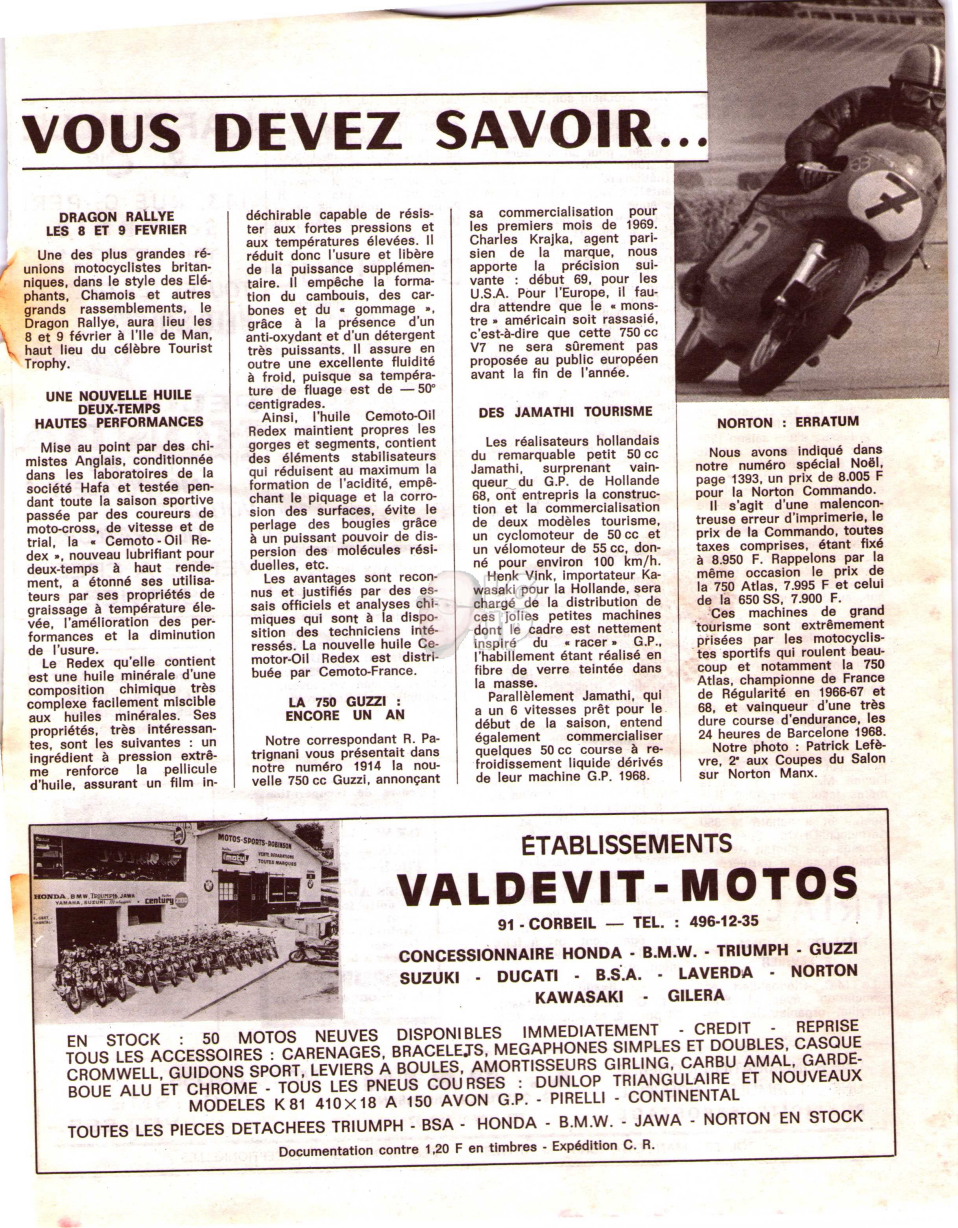 VOUS DEVEZ SAVOIR...
DRAGON RALLYE
LES 8 ET 9 FEVRIER
Une des plus grandes ré-
unions motocyclistes britan-
niques, dans le style des Elé-
phants, Chamois et autres
grands rassemblements, le
Dragon Rallye, aura lieu les
8 et 9 février à l'Ile de Man,
haut lieu du célèbre Tourist
Trophy.
UNE NOUVELLE HUILE
DEUX-TEMPS
HAUTES PERFORMANCES
Mise au point par des chi-
mistes Anglais, conditionnée
dans les laboratoires de la
société Hafa et testée pen-
dant toute la saison sportive
passée par des coureurs de
moto-cross, de vitesse et de
trial, la « Cemoto-Oil Re-
dex », nouveau lubrifiant pour
deux-temps à haut rende-
ment, a étonné ses utilisa-
teurs par ses propriétés de
graissage à température éle-
vée, l'amélioration des per-
formances et la diminution
de l'usure.
Le Redex qu'elle contient
est une huile minérale d'une
composition chimique très
complexe facilement miscible
aux huiles minérales. Ses
propriétés, très intéressan-
tes, sont les suivantes : un
ingrédient à pression extrê-
me renforce la pellicule
d'huile, assurant un film in-
déchirable capable de résis-
ter aux fortes pressions et
aux températures élevées. Il
réduit donc l'usure et libère
de la puissance supplémen-
taire. Il empêche la forma-
tion du cambouis, des car-
bones et du « gommage »,
grâce à la présence d'un
anti-oxydant et d'un détergent
très puissants. Il assure en
outre une excellente fluidité
à froid, puisque sa tempéra-
ture de fluage est de — 50°
centigrades.
Ainsi, l'huile Cemoto-Oil
Redex maintient propres les
gorges et segments, contient
des éléments stabilisateurs
qui réduisent au maximum la
formation de l'acidité, empê-
chant le piquage et la corro-
sion des surfaces, évite le
perlage des bougies grâce
à un puissant pouvoir de dis-
persion des molécules rési-
duelles, etc.
Les avantages sont recon-
nus et justifiés par des es-
sais officiels et analyses chi-
miques qui sont à la dispo-
sition des techniciens inté-
ressés. La nouvelle huile Ce-
motor-Oil Redex est distri-
buée par Cemoto-France.
LA 750 GUZZI :
ENCORE UN AN
Notre correspondant R. Pa-
trignani vous présentait dans
notre numéro 1914 la nou-
velle 750 cc Guzzi, annonçant
sa commercialisation pour
les premiers mois de 1969.
Charles Krajka, agent pari-
sien de la marque, nous
apporte la précision sui-
vante : début 69, pour les
U.S.A. Pour l'Europe, il fau-
dra attendre que le « mons-
tre » américain soit rassasié,
c'est-à-dire que cette 750 cc
V7 ne sera sûrement pas
proposée au public européen
avant la fin de l'année.
DES JAMATHI TOURISME
Les réalisateurs hollandais
du remarquable petit 50 cc
Jamathi, surprenant vain-
queur du G.P. de Hollande
68, ont entrepris la construc-
tion et la commercialisation
de deux modèles tourisme,
un cyclomoteur de 50 cc et
un vélomoteur de 55 cc, don-
né pour environ 100 km/h.
Henk Vink, importateur Ka-
wasaki pour la Hollande, sera
chargé de la distribution de
ces jolies petites machines
dont le cadre est nettement
inspiré du « racer » G.P.,
l'habillement étant réalisé en
fibre de verre teintée dans
la masse.
Parallèlement Jamathi, qui
a un 6 vitesses prêt pour le
début de la saison, entend
également commercialiser
quelques 50 cc course à re-
froidissement liquide dérivés
de leur machine G.P. 1968.
7
7
NORTON : ERRATUM
Nous avons indiqué dans
notre numéro spécial Noël,
page 1393, un prix de 8.005 F
pour la Norton Commando.
Il s'agit d'une malencon-
treuse erreur d'imprimerie, le
prix de la Commando, toutes
taxes comprises, étant fixé
à 8.950 F. Rappelons par la
même occasion le prix de
la 750 Atlas, 7.995 F et celui
de la 650 SS, 7.900 F.
Ces machines de grand
tourisme sont extrêmement
prisées par les motocyclis-
tes sportifs qui roulent beau-
coup et notamment la 750
Atlas, championne de France
de Régularité en 1966-67 et
68, et vainqueur d'une très
dure course d'endurance, les
24 heures de Barcelone 1968.
Notre photo : Patrick Lefè-
vre, 2e aux Coupes du Salon
sur Norton Manx.
MOTOS-SPORTS-ROBINSON
motul
VENTE REPARATIONS
TOUTES MARQUES
HONDA. B.M.W. TRIUMPH. JAWA
YAMAHA. SUZUKI
century
ÉTABLISSEMENTS
VALDEVIT-MOTOS
91 - CORBEIL — TEL. : 496-12-35
CONCESSIONNAIRE HONDA - B.M.W. - TRIUMPH - GUZZI
SUZUKI - DUCATI - B.S.A. - LAVERDA - NORTON
KAWASAKI - GILERA
EN STOCK : 50 MOTOS NEUVES DISPONIBLES IMMEDIATEMENT - CREDIT - REPRISE
TOUS LES ACCESSOIRES : CARENAGES, BRACELETS, MEGAPHONES SIMPLES ET DOUBLES, CASQUE
CROMWELL, GUIDONS SPORT, LEVIERS A BOULES, AMORTISSEURS GIRLING, CARBU AMAL, GARDE-
BOUE ALU ET CHROME - TOUS LES PNEUS COURSES : DUNLOP TRIANGULAIRE ET NOUVEAUX
MODELES K 81 410×18 A 150 AVON G.P. - PIRELLI - CONTINENTAL
TOUTES LES PIECES DETACHEES TRIUMPH - BSA - HONDA - B.M.W. - JAWA - NORTON EN STOCK
Documentation contre 1,20 F en timbres - Expédition C. R.